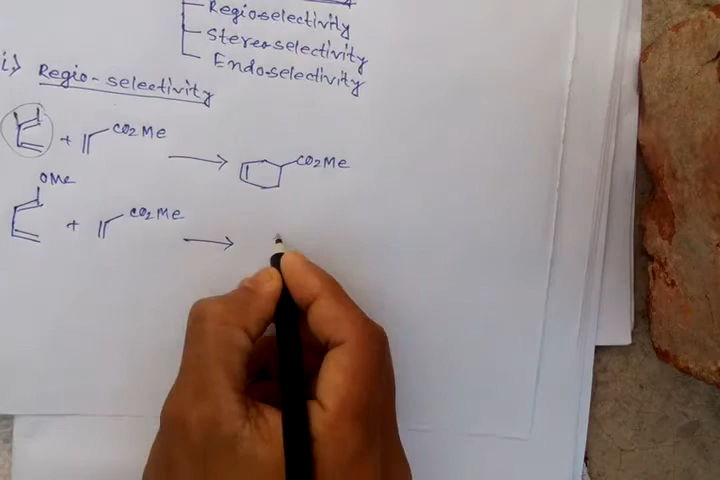 Regioselectivity
Stereoselectivity
Endoselectivity
i.) Regio-selectivity
+ CO2Me → CO2Me
OMe
+ CO2Me →